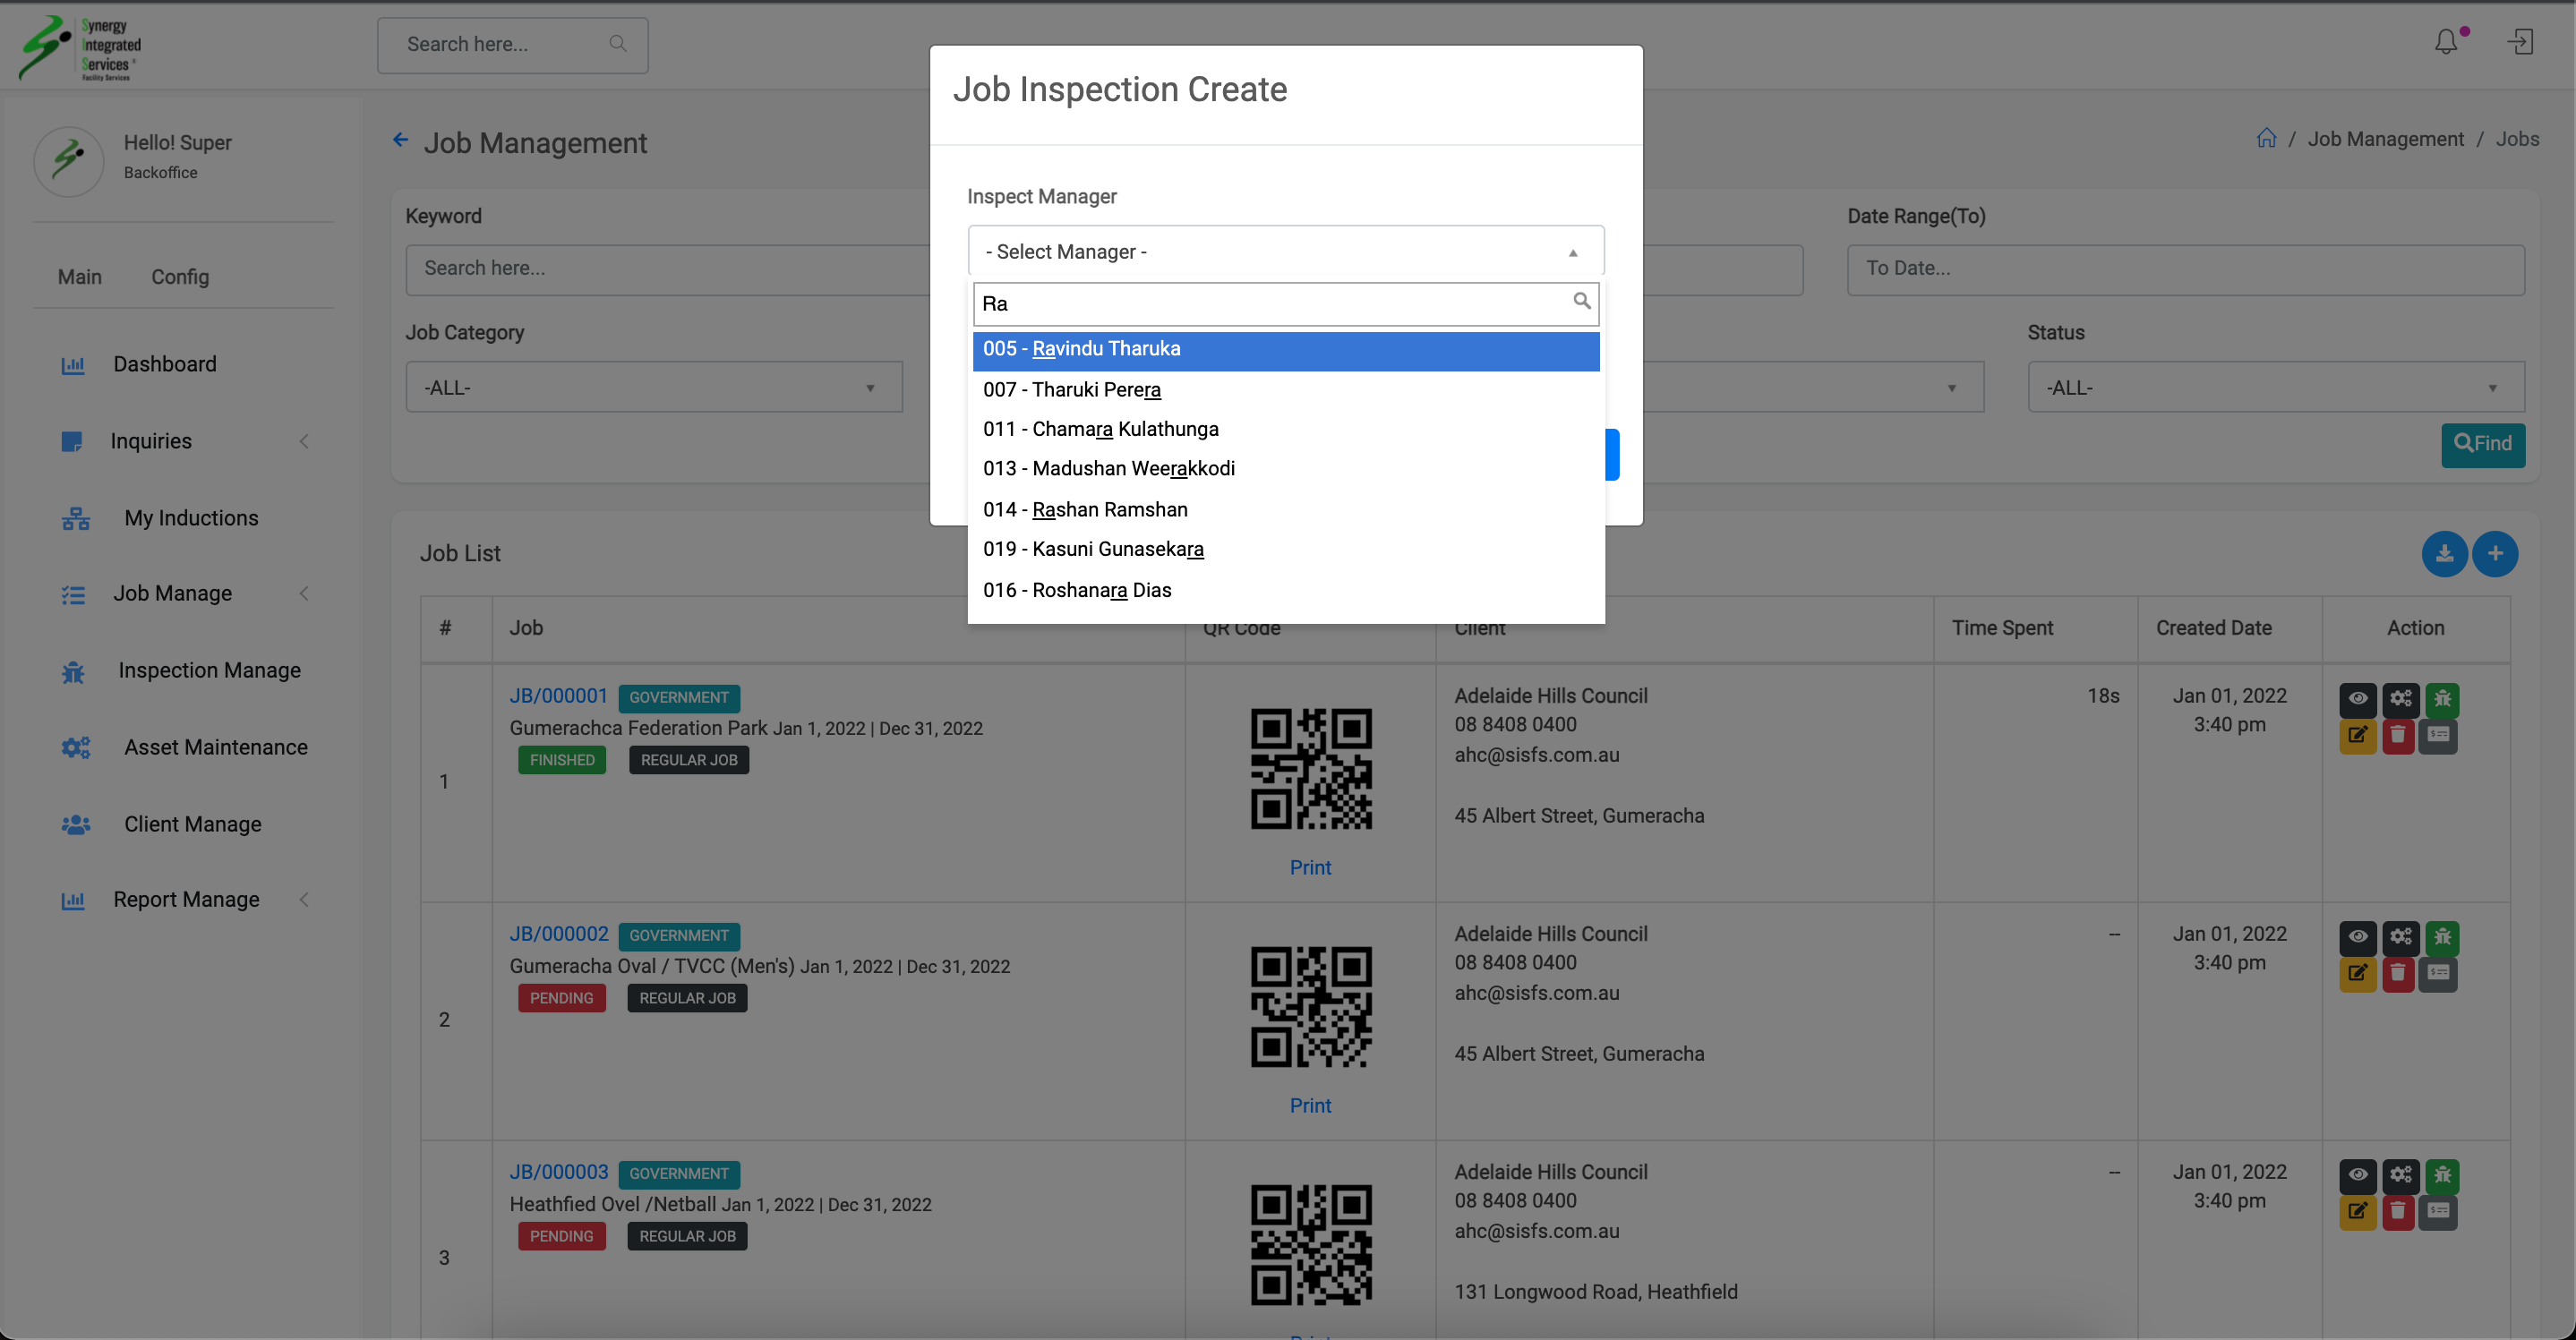 Synergy
Integrated
Services
Facility Services
Search here...
Job Inspection Create
Hello! Super
Backoffice
Job Management
/ Job Management / Jobs
Inspect Manager
- Select Manager -
Ra
005 - Ravindu Tharuka
007 - Tharuki Perera
011 - Chamara Kulathunga
013 - Madushan Weerakkodi
014 - Rashan Ramshan
019 - Kasuni Gunasekara
016 - Roshanara Dias
Keyword
Search here...
Date Range(To)
To Date...
Job Category
-ALL-
Status
-ALL-
Find
Main Config
Dashboard
Inquiries
My Inductions
Job Manage
Inspection Manage
Asset Maintenance
Client Manage
Report Manage
Job List
# Job QR Code Client Time Spent Created Date Action
1
JB/000001 GOVERNMENT
Gumerachca Federation Park Jan 1, 2022 | Dec 31, 2022
FINISHED REGULAR JOB
Print
Adelaide Hills Council
08 8408 0400
ahc@sisfs.com.au
45 Albert Street, Gumeracha
18s
Jan 01, 2022
3:40 pm
2
JB/000002 GOVERNMENT
Gumeracha Oval / TVCC (Men's) Jan 1, 2022 | Dec 31, 2022
PENDING REGULAR JOB
Print
Adelaide Hills Council
08 8408 0400
ahc@sisfs.com.au
45 Albert Street, Gumeracha
--
Jan 01, 2022
3:40 pm
3
JB/000003 GOVERNMENT
Heathfied Ovel /Netball Jan 1, 2022 | Dec 31, 2022
PENDING REGULAR JOB
Print
Adelaide Hills Council
08 8408 0400
ahc@sisfs.com.au
131 Longwood Road, Heathfield
--
Jan 01, 2022
3:40 pm